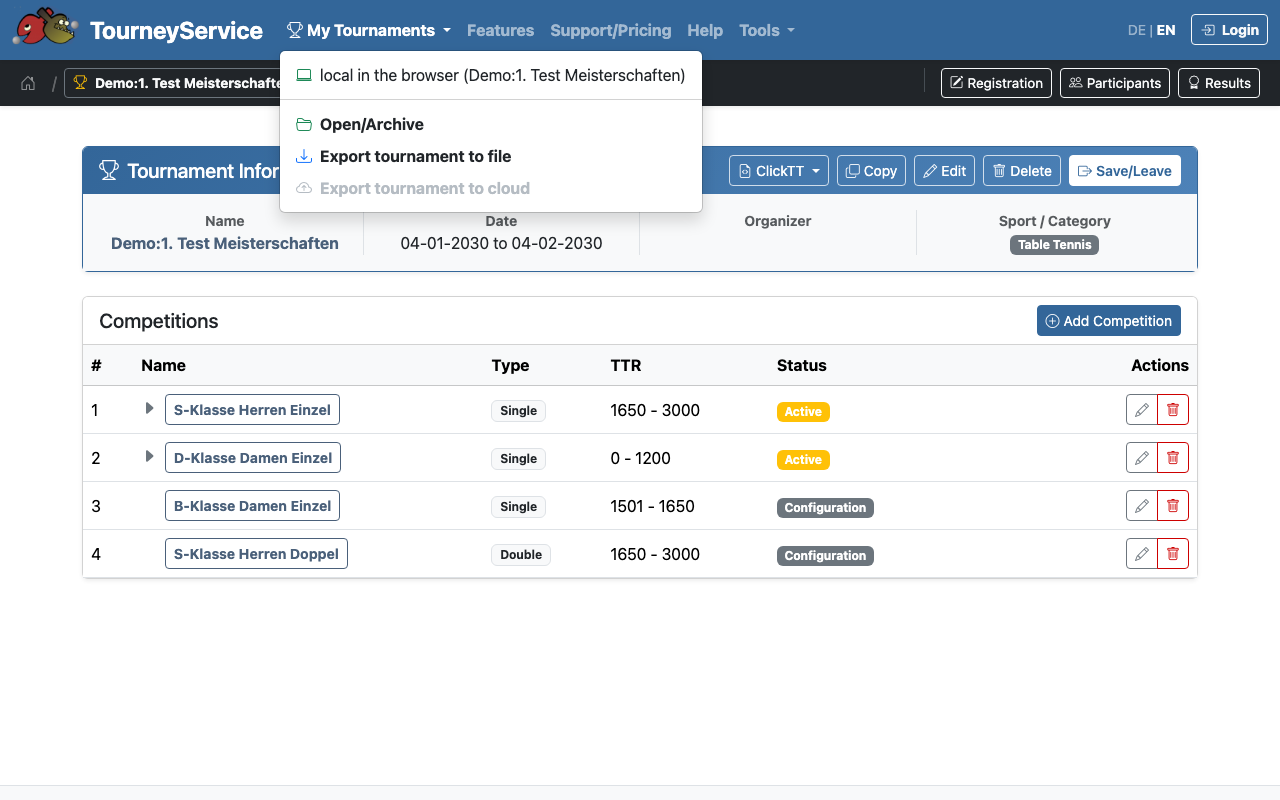 TourneyService My Tournaments Features Support/Pricing Help Tools DE | EN Login
local in the browser (Demo:1. Test Meisterschaften)
Open/Archive
Export tournament to file
Export tournament to cloud
/ Demo:1. Test Meisterschafte Registration Participants Results
Tournament Infor ClickTT Copy Edit Delete Save/Leave
Name Date Organizer Sport / Category
Demo:1. Test Meisterschaften 04-01-2030 to 04-02-2030 Table Tennis
Competitions Add Competition
# Name Type TTR Status Actions
1 S-Klasse Herren Einzel Single 1650 - 3000 Active
2 D-Klasse Damen Einzel Single 0 - 1200 Active
3 B-Klasse Damen Einzel Single 1501 - 1650 Configuration
4 S-Klasse Herren Doppel Double 1650 - 3000 Configuration